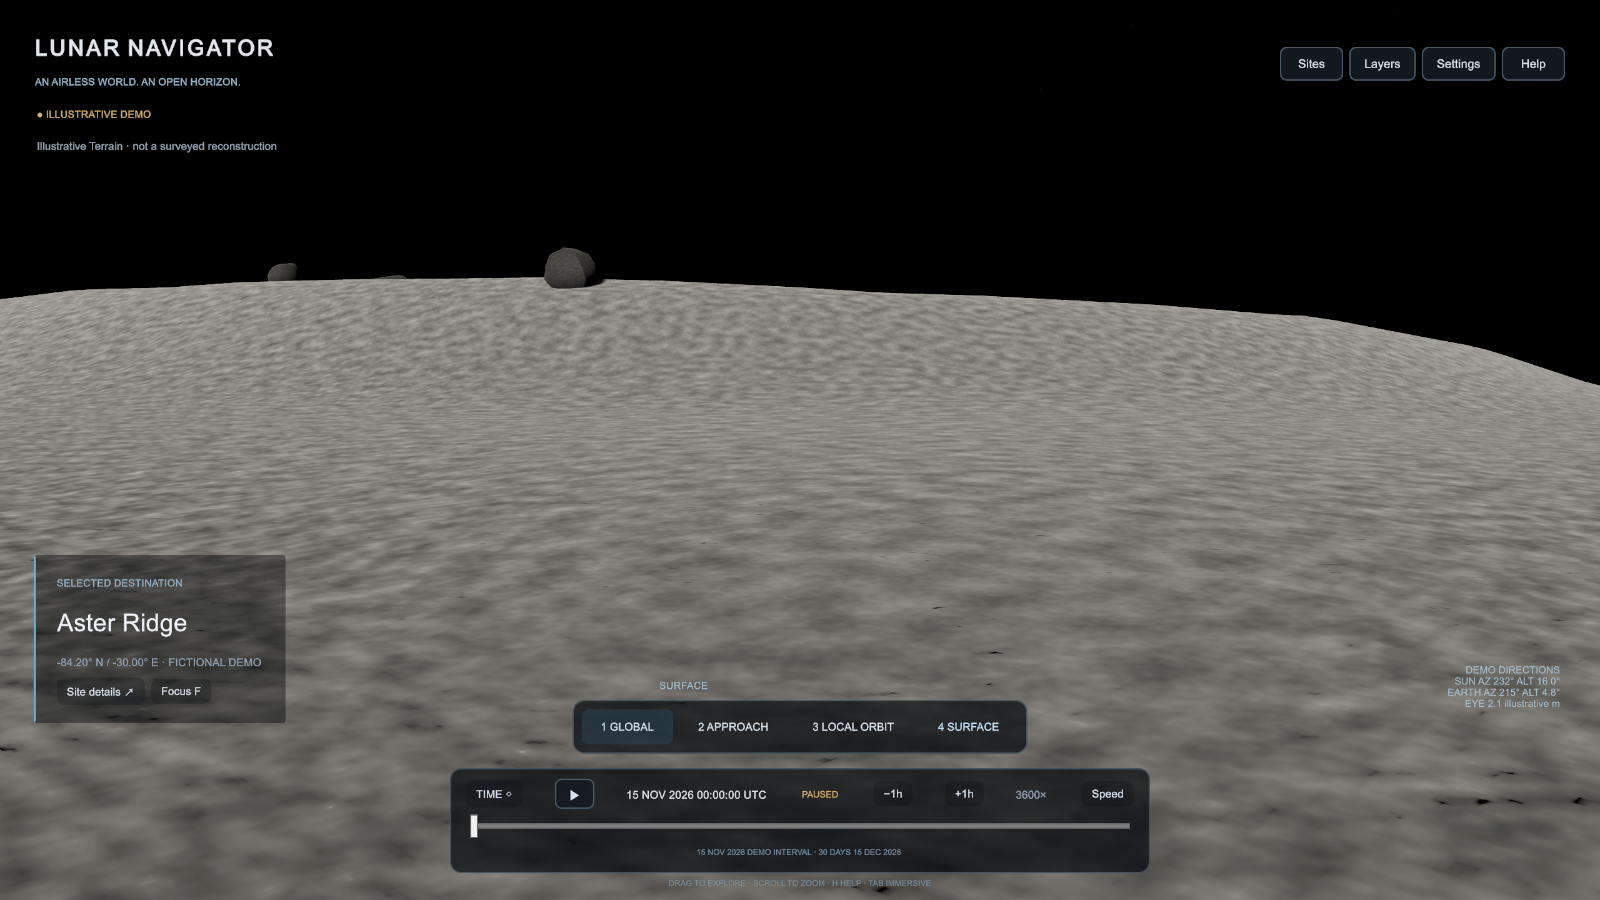 LUNAR NAVIGATOR
AN AIRLESS WORLD. AN OPEN HORIZON.
● ILLUSTRATIVE DEMO
Illustrative Terrain · not a surveyed reconstruction
Sites
Layers
Settings
Help
SELECTED DESTINATION
Aster Ridge
-84.20° N / -30.00° E · FICTIONAL DEMO
Site details ↗
Focus F
DEMO DIRECTIONS
SUN AZ 232° ALT 16.0°
EARTH AZ 215° ALT 4.8°
EYE 2.1 illustrative m
SURFACE
1 GLOBAL
2 APPROACH
3 LOCAL ORBIT
4 SURFACE
TIME ⋄
15 NOV 2026 00:00:00 UTC
PAUSED
−1h
+1h
3600×
Speed
15 NOV 2026 DEMO INTERVAL · 30 DAYS 15 DEC 2026
DRAG TO EXPLORE · SCROLL TO ZOOM · H HELP · TAB IMMERSIVE